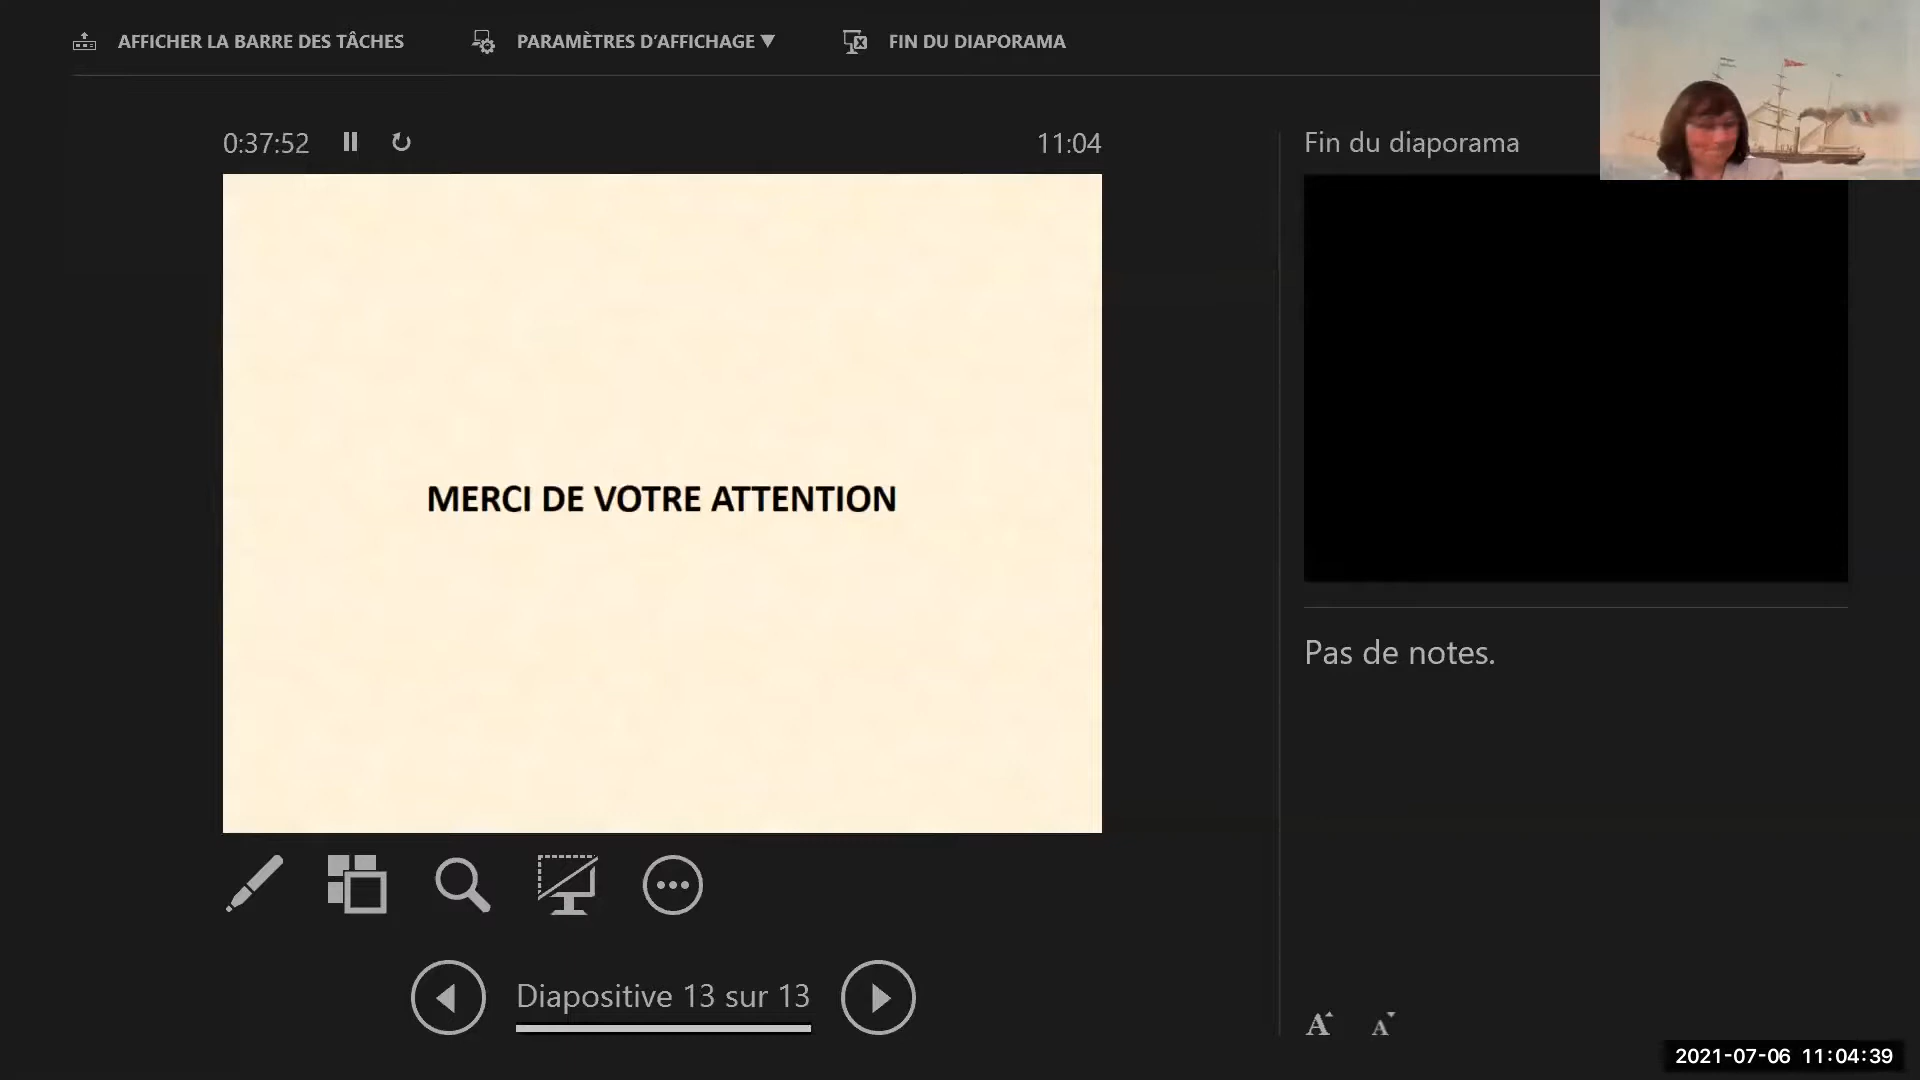 AFFICHER LA BARRE DES TÂCHES
PARAMÈTRES D'AFFICHAGE ▼
FIN DU DIAPORAMA
0:37:52
11:04
Fin du diaporama
MERCI DE VOTRE ATTENTION
Pas de notes.
Diapositive 13 sur 13
A A
2021-07-06 11:04:39